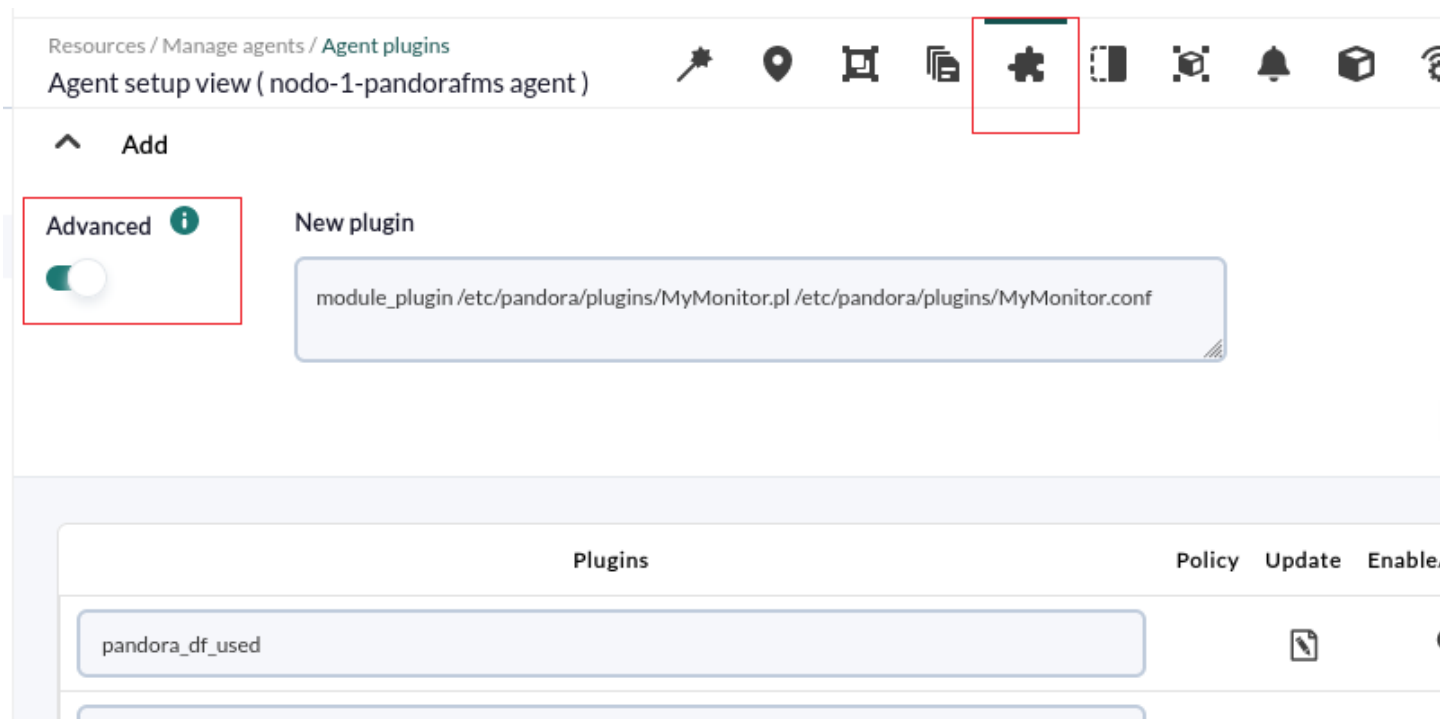 Resources / Manage agents / Agent plugins
Agent setup view ( nodo-1-pandorafms agent )
Add
Advanced
New plugin
module_plugin /etc/pandora/plugins/MyMonitor.pl /etc/pandora/plugins/MyMonitor.conf
Plugins Policy Update Enable
pandora_df_used